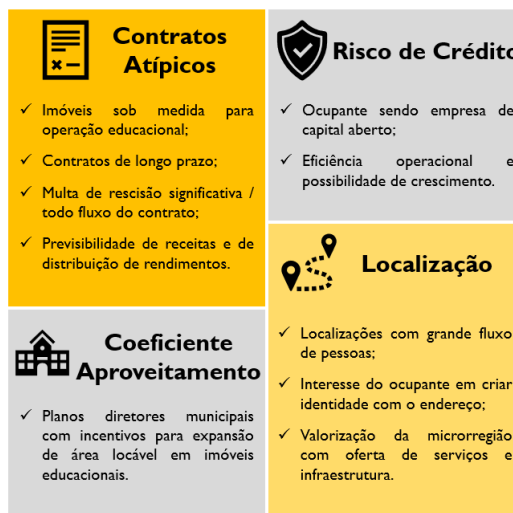 Contratos
Atípicos
✓ Imóveis sob medida para
operação educacional;
✓ Contratos de longo prazo;
✓ Multa de rescisão significativa /
todo fluxo do contrato;
✓ Previsibilidade de receitas e de
distribuição de rendimentos.
Risco de Crédito
✓ Ocupante sendo empresa de
capital aberto;
✓ Eficiência operacional e
possibilidade de crescimento.
Coeficiente
Aproveitamento
✓ Planos diretores municipais
com incentivos para expansão
de área locável em imóveis
educacionais.
Localização
✓ Localizações com grande fluxo
de pessoas;
✓ Interesse do ocupante em criar
identidade com o endereço;
✓ Valorização da microrregião
com oferta de serviços e
infraestrutura.